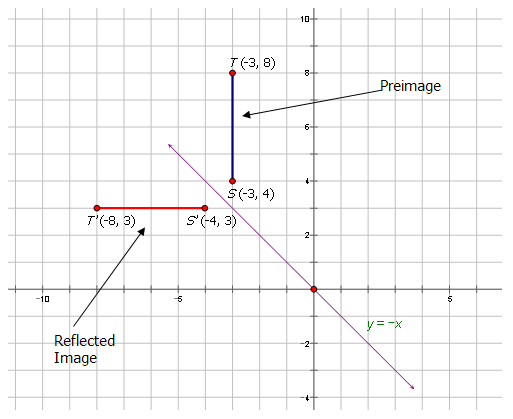 10
T (-3, 8)
8
Preimage
6
4
S (-3, 4)
T'(-8, 3)
S'(-4, 3)
2
-10
-5
5
y = -x
Reflected
Image
-2
-4